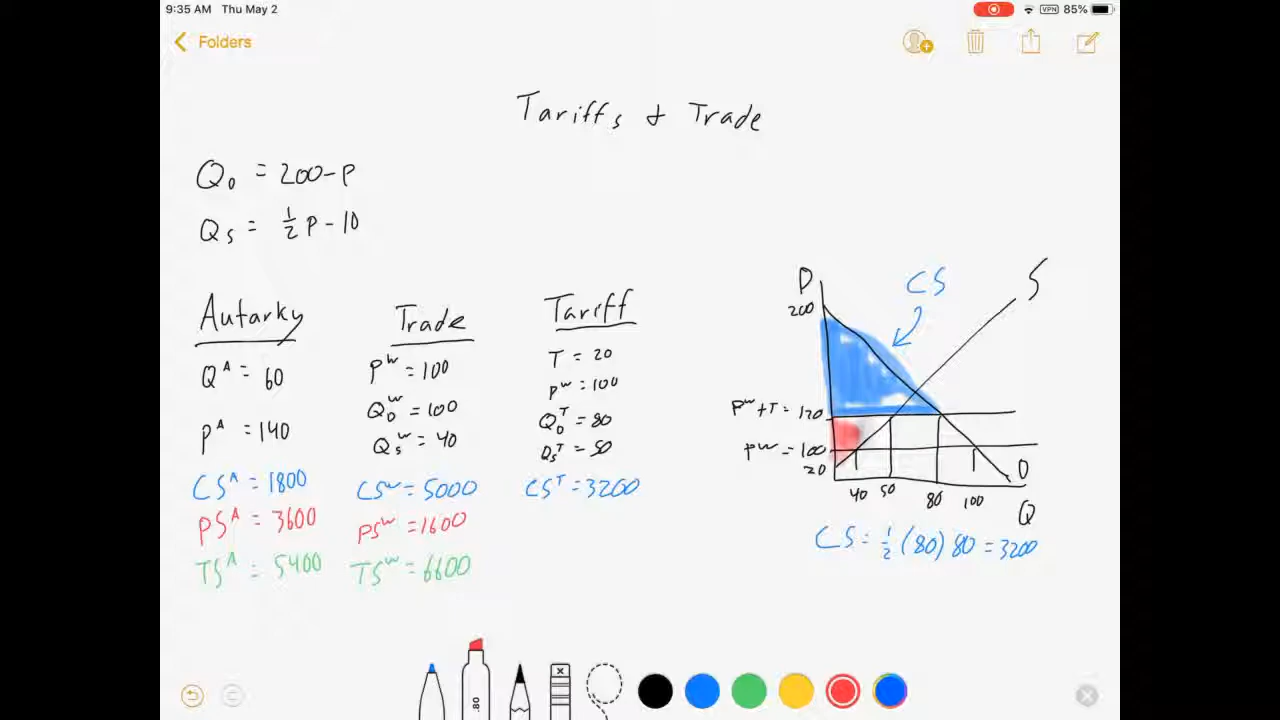 9:35 AM Thu May 2
VPN 85%
Folders
Tariffs & Trade
Q_D = 200-P
Q_S = 1/2 P - 10
Autarky
Q^A = 60
P^A = 140
CS^A = 1800
PS^A = 3600
TS^A = 5400
Trade
P^W = 100
Q_D^W = 100
Q_S^W = 40
CS^W = 5000
PS^W = 1600
TS^W = 6600
Tariff
T = 20
P^W = 100
Q_D^T = 80
Q_S^T = 50
CS^T = 3200
P
CS
S
200
P^W + T = 120
P^W = 100
20
D
40 50 80 100
Q
CS = 1/2 (80) 80 = 3200
.80